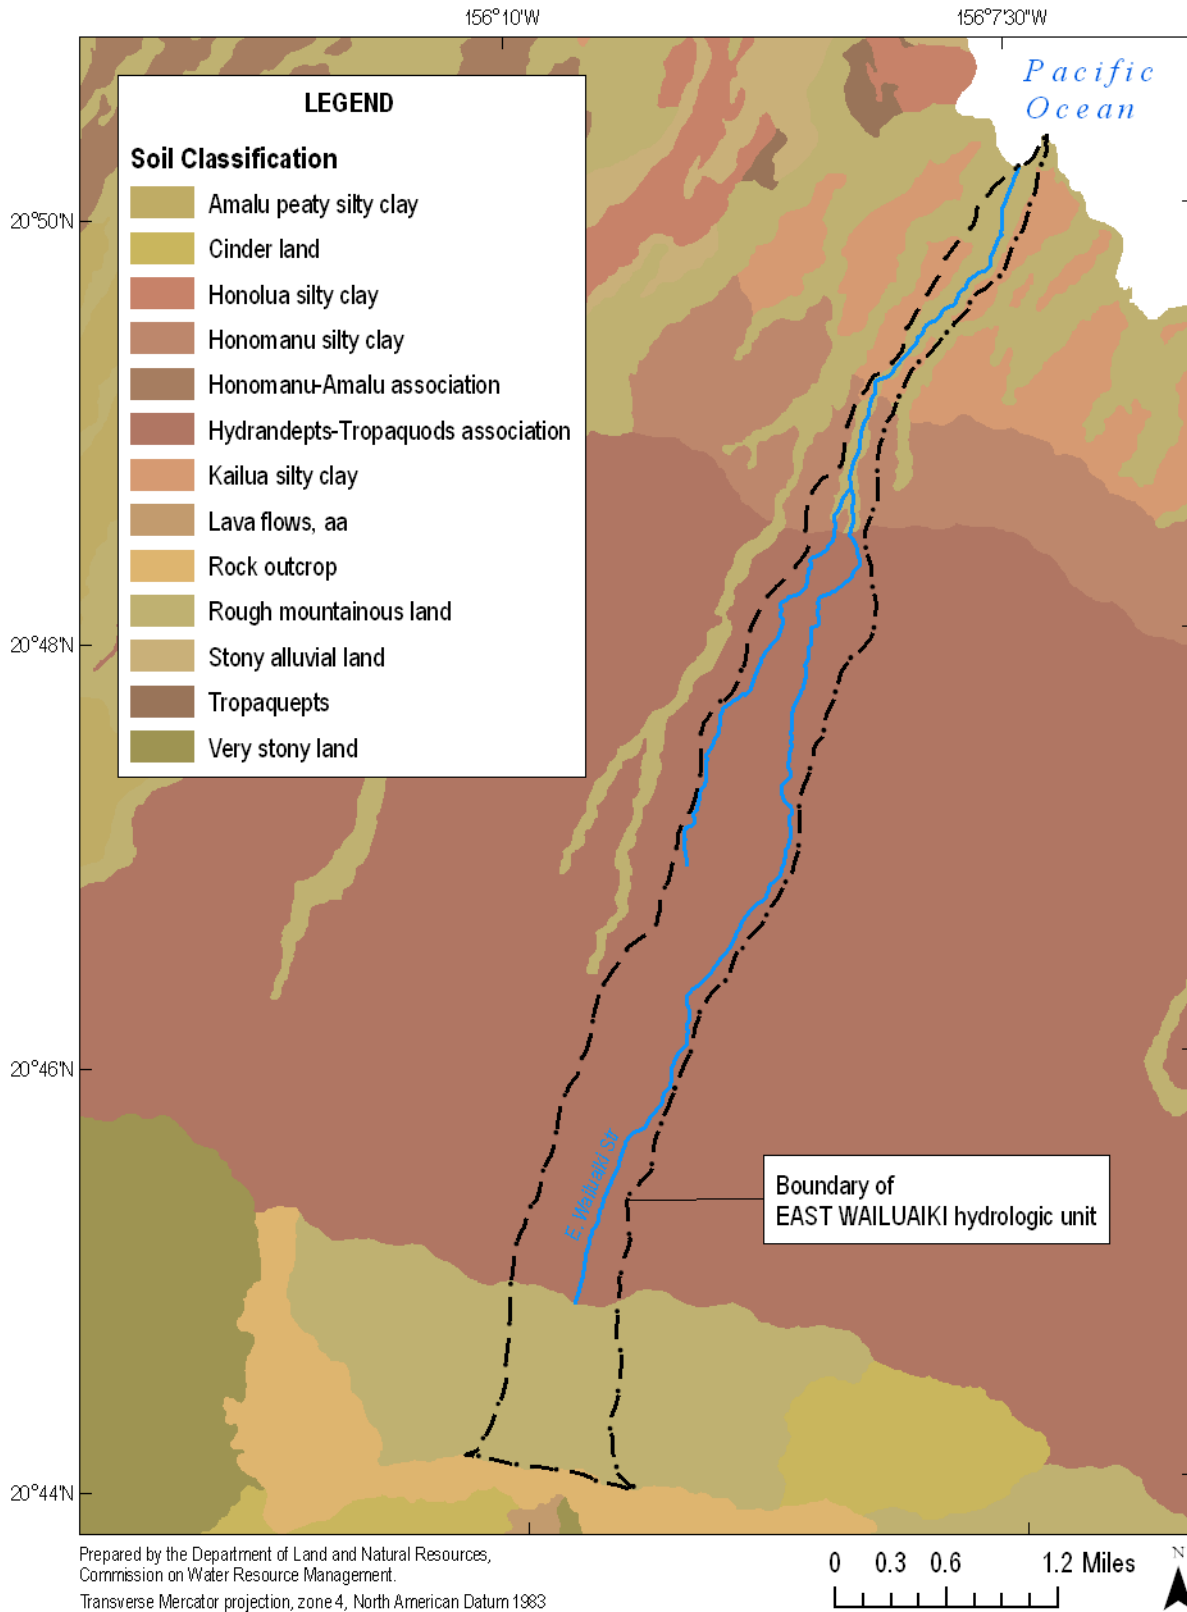 156°10'W 156°7'30"W
Pacific
Ocean
LEGEND
Soil Classification
Amalu peaty silty clay
Cinder land
Honolua silty clay
Honomanu silty clay
Honomanu-Amalu association
Hydrandepts-Tropaquods association
Kailua silty clay
Lava flows, aa
Rock outcrop
Rough mountainous land
Stony alluvial land
Tropaquepts
Very stony land
20°50'N
20°48'N
20°46'N
20°44'N
E. Wailuaiki Str
Boundary of
EAST WAILUAIKI hydrologic unit
Prepared by the Department of Land and Natural Resources,
Commission on Water Resource Management.
Transverse Mercator projection, zone 4, North American Datum 1983
0 0.3 0.6 1.2 Miles
N